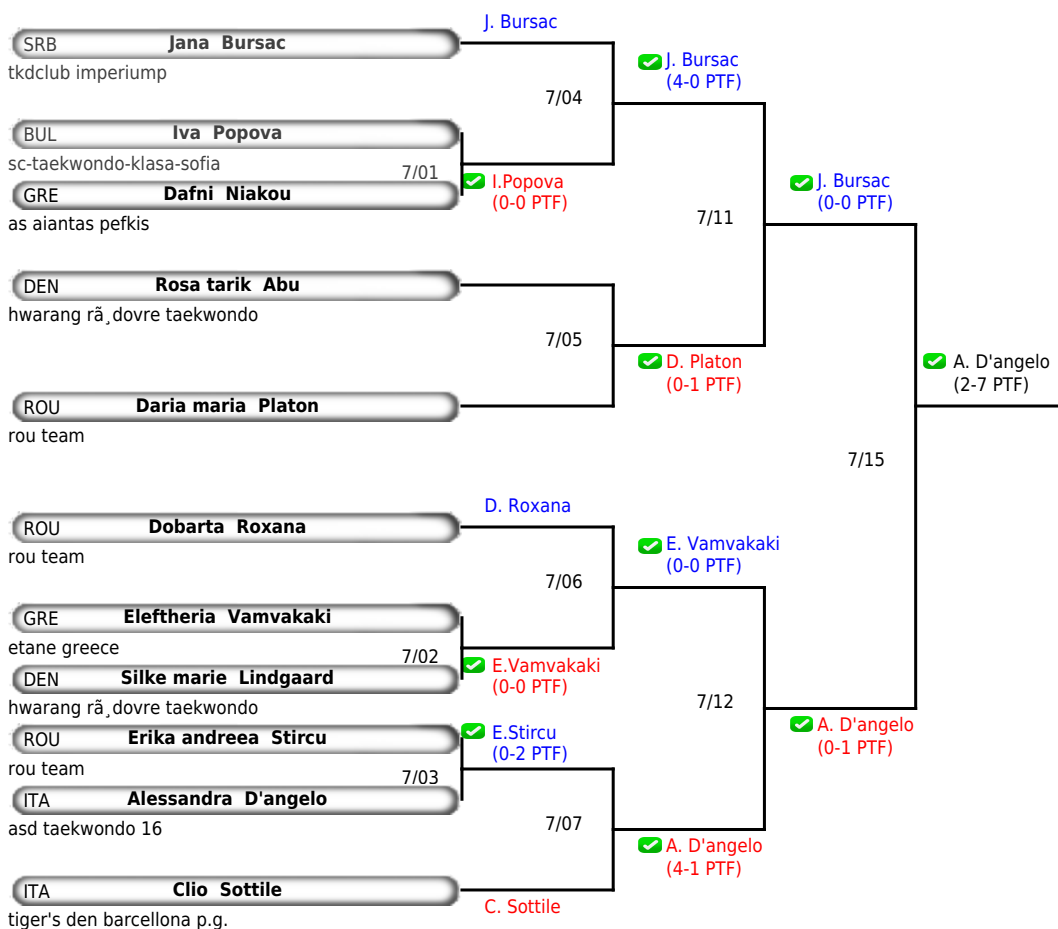 J. Bursac
SRB Jana Bursac
tkdclub imperiump
J. Bursac
(4-0 PTF)
7/04
BUL Iva Popova
sc-taekwondo-klasa-sofia
7/01
I.Popova
(0-0 PTF)
GRE Dafni Niakou
as aiantas pefkis
J. Bursac
(0-0 PTF)
7/11
DEN Rosa tarik Abu
hwarang rã¸dovre taekwondo
7/05
D. Platon
(0-1 PTF)
A. D'angelo
(2-7 PTF)
ROU Daria maria Platon
rou team
7/15
D. Roxana
ROU Dobarta Roxana
rou team
E. Vamvakaki
(0-0 PTF)
7/06
GRE Eleftheria Vamvakaki
etane greece
7/02
E.Vamvakaki
(0-0 PTF)
DEN Silke marie Lindgaard
hwarang rã¸dovre taekwondo
7/12
A. D'angelo
(0-1 PTF)
ROU Erika andreea Stircu
rou team
E.Stircu
(0-2 PTF)
7/03
ITA Alessandra D'angelo
asd taekwondo 16
7/07
A. D'angelo
(4-1 PTF)
ITA Clio Sottile
C. Sottile
tiger's den barcellona p.g.